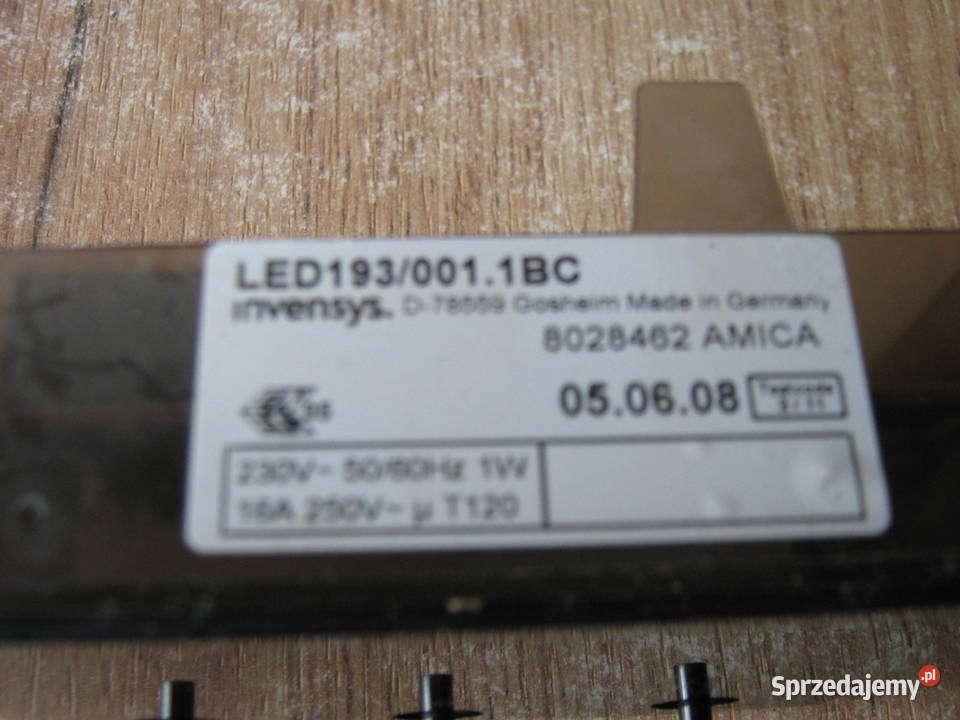 LED193/001.1BC
invensys. D-78559 Gosheim Made in Germany
8028462 AMICA
05.06.08
230V~ 50/60Hz 1W
16A 250V~ µ T120
Sprzedajemy.pl